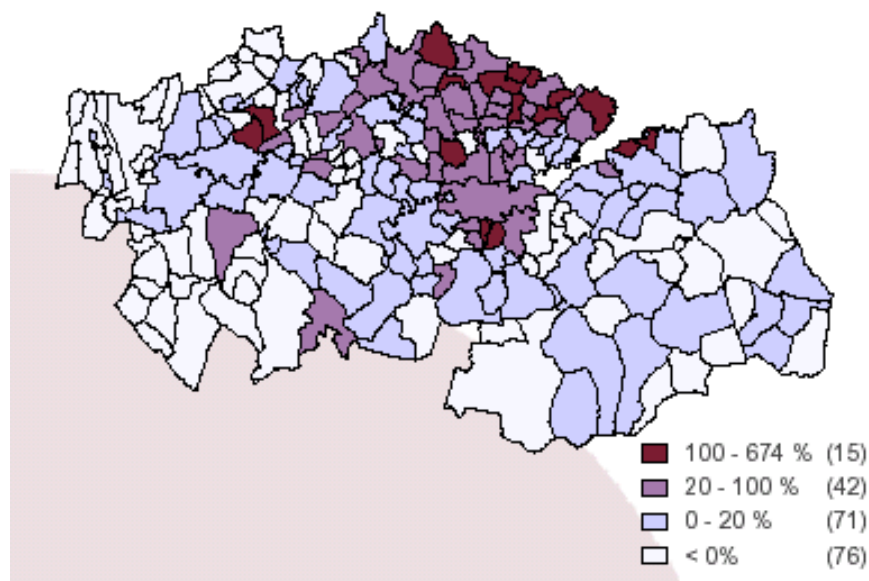 100 - 674 % (15)
20 - 100 % (42)
0 - 20 % (71)
< 0% (76)